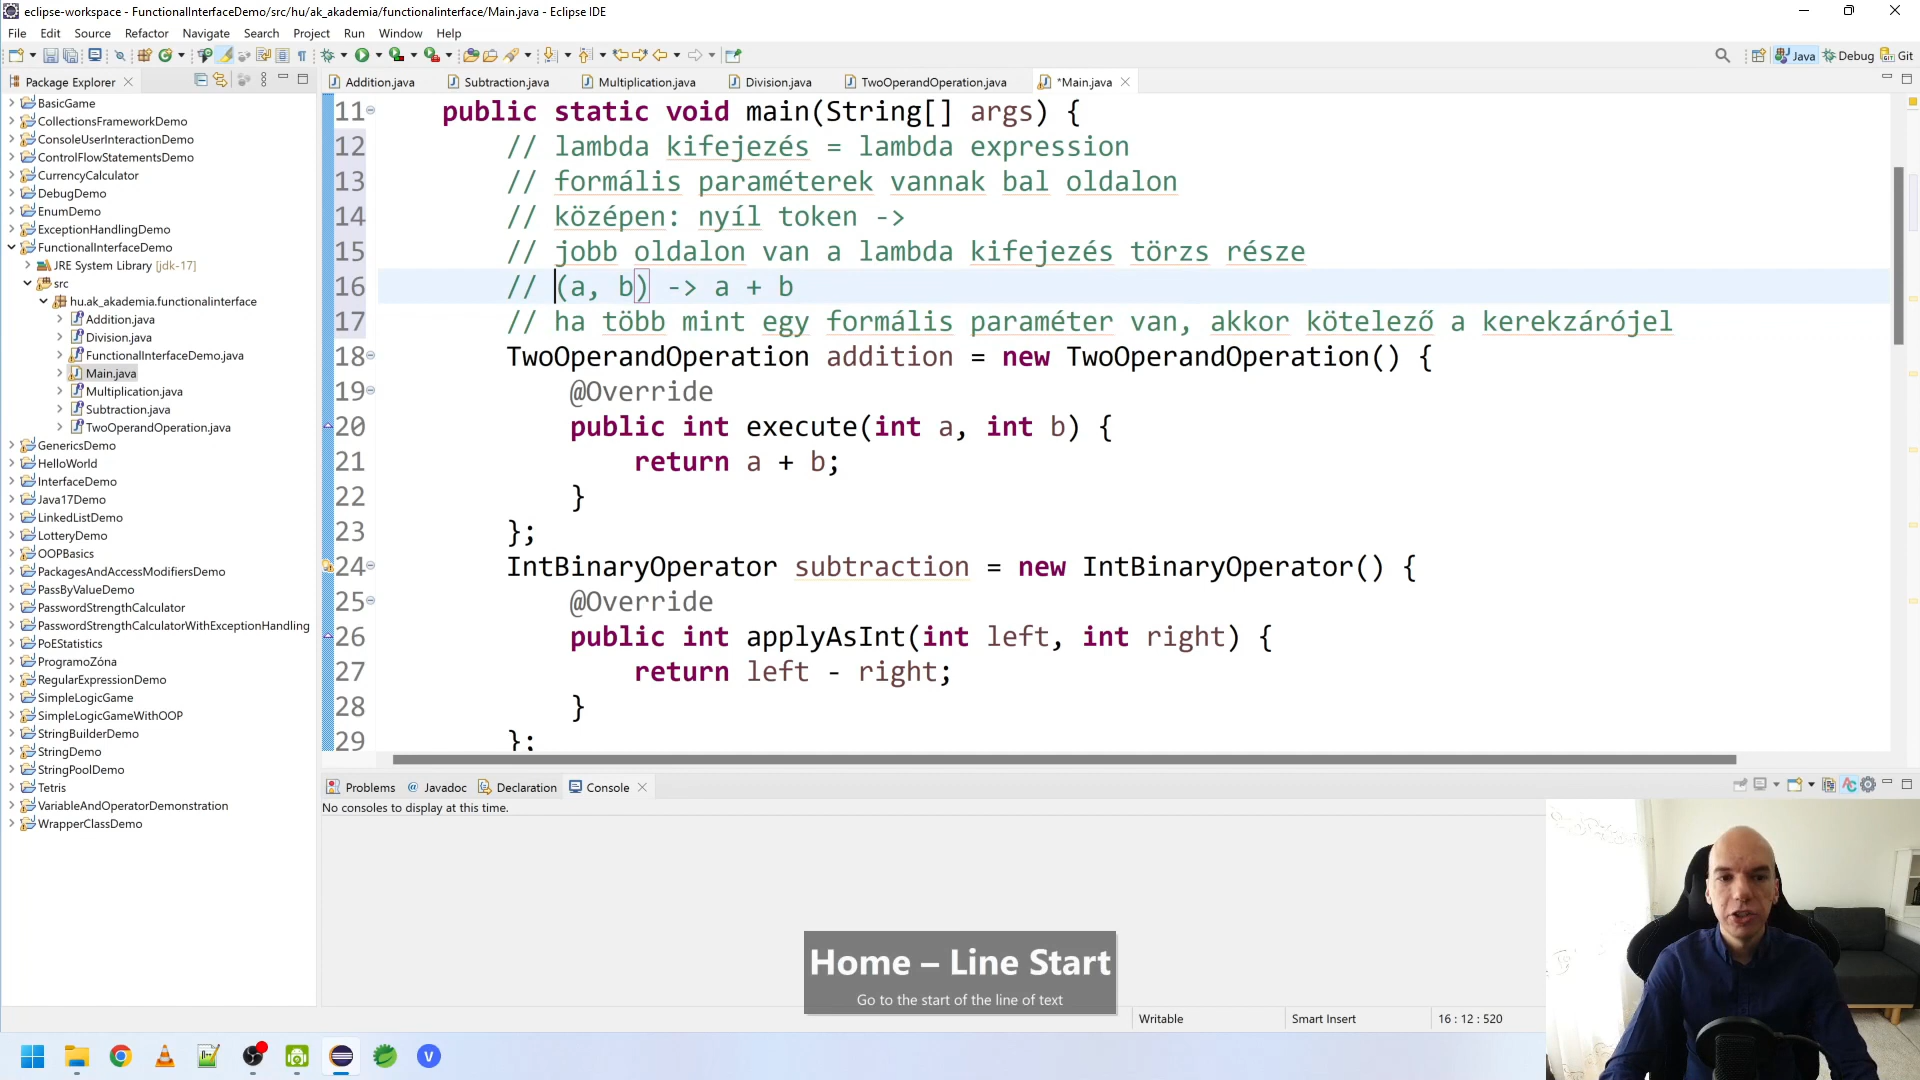 eclipse-workspace - FunctionalInterfaceDemo/src/hu/ak_akademia/functionalinterface/Main.java - Eclipse IDE
File Edit Source Refactor Navigate Search Project Run Window Help
Java Debug Git
Package Explorer
BasicGame
CollectionsFrameworkDemo
ConsoleUserInteractionDemo
ControlFlowStatementsDemo
CurrencyCalculator
DebugDemo
EnumDemo
ExceptionHandlingDemo
FunctionalInterfaceDemo
JRE System Library [jdk-17]
src
hu.ak_akademia.functionalinterface
Addition.java
Division.java
FunctionalInterfaceDemo.java
Main.java
Multiplication.java
Subtraction.java
TwoOperandOperation.java
GenericsDemo
HelloWorld
InterfaceDemo
Java17Demo
LinkedListDemo
LotteryDemo
OOPBasics
PackagesAndAccessModifiersDemo
PassByValueDemo
PasswordStrengthCalculator
PasswordStrengthCalculatorWithExceptionHandling
PoEStatistics
ProgramoZóna
RegularExpressionDemo
SimpleLogicGame
SimpleLogicGameWithOOP
StringBuilderDemo
StringDemo
StringPoolDemo
Tetris
VariableAndOperatorDemonstration
WrapperClassDemo
Addition.java Subtraction.java Multiplication.java Division.java TwoOperandOperation.java *Main.java
11 public static void main(String[] args) {
12 // lambda kifejezés = lambda expression
13 // formális paraméterek vannak bal oldalon
14 // középen: nyíl token ->
15 // jobb oldalon van a lambda kifejezés törzs része
16 // (a, b) -> a + b
17 // ha több mint egy formális paraméter van, akkor kötelező a kerekzárójel
18 TwoOperandOperation addition = new TwoOperandOperation() {
19 @Override
20 public int execute(int a, int b) {
21 return a + b;
22 }
23 };
24 IntBinaryOperator subtraction = new IntBinaryOperator() {
25 @Override
26 public int applyAsInt(int left, int right) {
27 return left - right;
28 }
29 };
Problems Javadoc Declaration Console
No consoles to display at this time.
Home – Line Start
Go to the start of the line of text
Writable Smart Insert 16 : 12 : 520